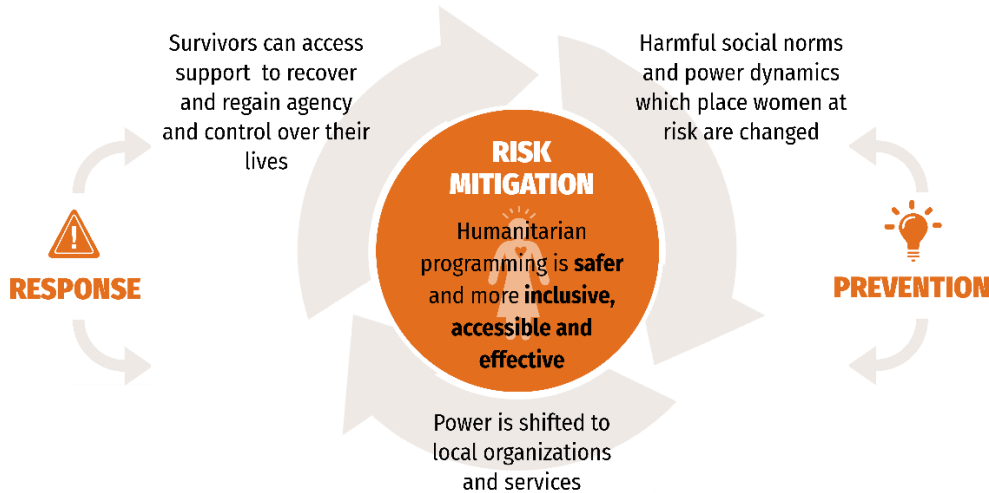 Survivors can access
support to recover
and regain agency
and control over their
lives
Harmful social norms
and power dynamics
which place women at
risk are changed
RISK
MITIGATION
Humanitarian
programming is safer
and more inclusive,
accessible and
effective
RESPONSE
PREVENTION
Power is shifted to
local organizations
and services